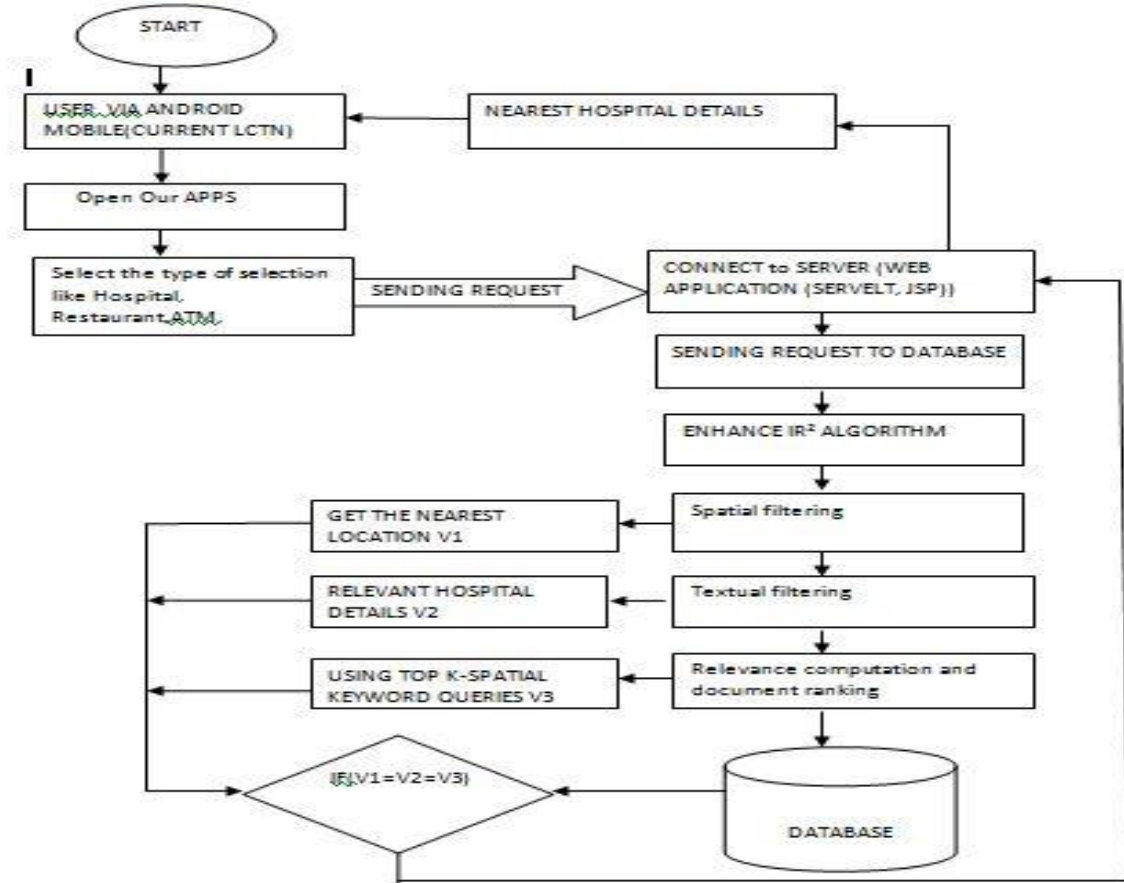 START
USER VIA ANDROID
MOBILE(CURRENT LCTN)
NEAREST HOSPITAL DETAILS
Open Our APPS
Select the type of selection
like Hospital,
Restaurant,ATM
SENDING REQUEST
CONNECT to SERVER (WEB
APPLICATION (SERVELT, JSP))
SENDING REQUEST TO DATABASE
ENHANCE IR² ALGORITHM
Spatial filtering
GET THE NEAREST
LOCATION V1
Textual filtering
RELEVANT HOSPITAL
DETAILS V2
Relevance computation and
document ranking
USING TOP K-SPATIAL
KEYWORD QUERIES V3
IF(V1=V2=V3)
DATABASE